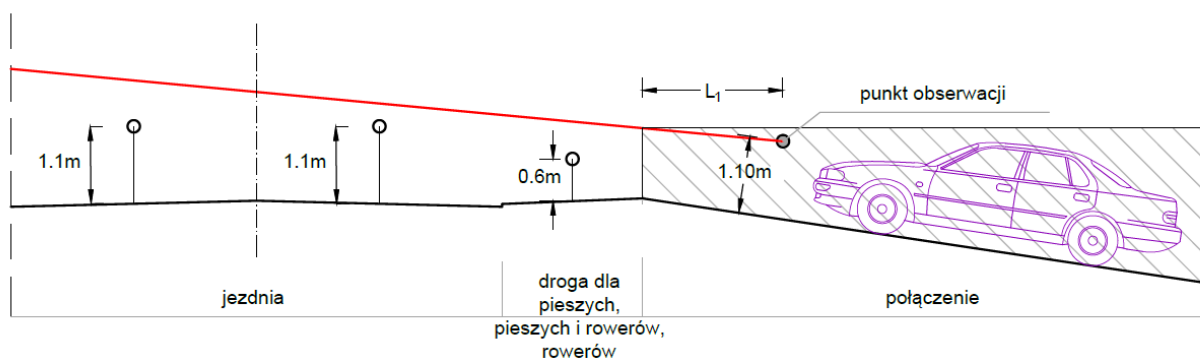 L₁
punkt obserwacji
1.1m
1.1m
0.6m
1.10m
jezdnia
droga dla
pieszych,
pieszych i rowerów,
rowerów
połączenie